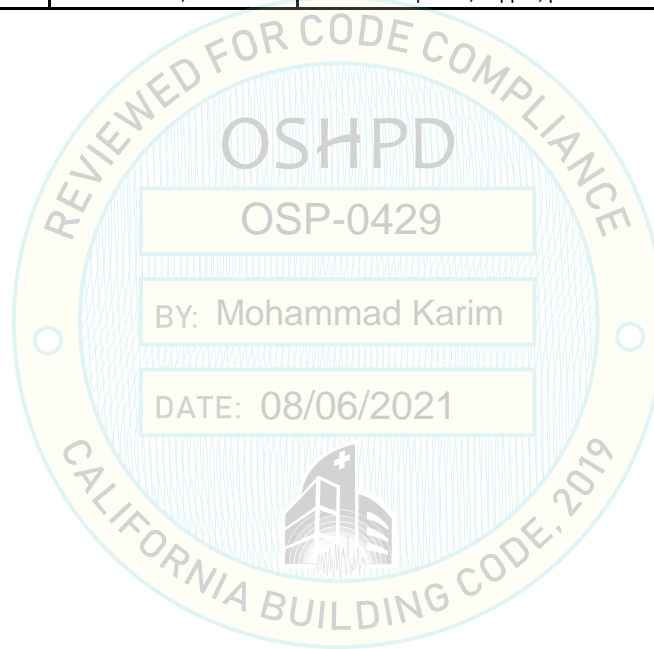 REVIEWED FOR CODE COMPLIANCE
OSHPD
OSP-0429
BY: Mohammad Karim
DATE: 08/06/2021
CALIFORNIA BUILDING CODE, 2019